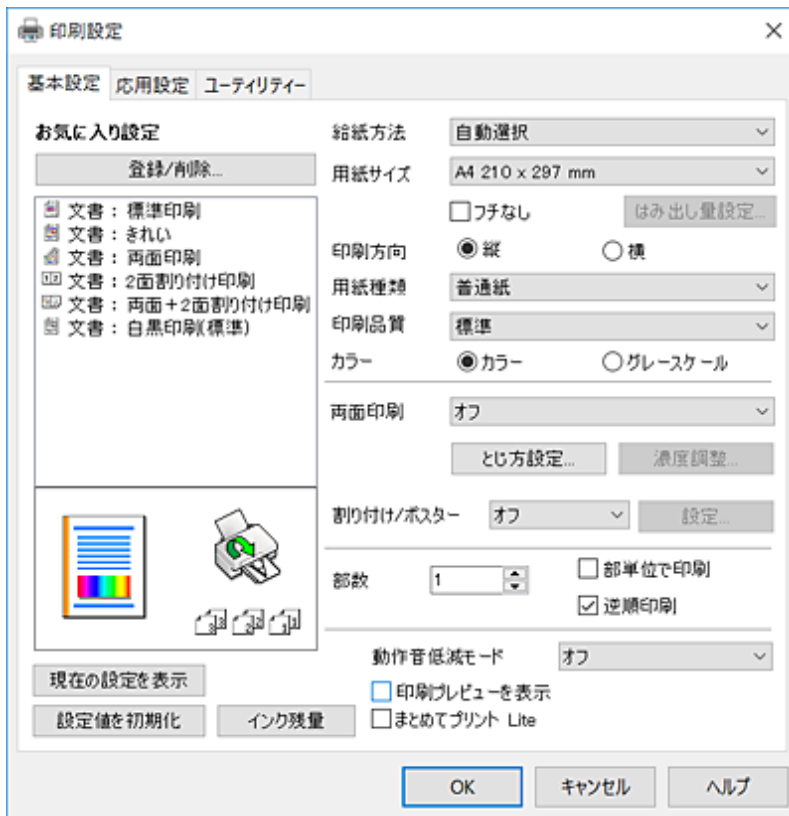 印刷設定
基本設定 応用設定 ユーティリティー
お気に入り設定
登録/削除...
文書：標準印刷
文書：きれい
文書：両面印刷
文書：2面割り付け印刷
文書：両面＋2面割り付け印刷
文書：白黒印刷(標準)
現在の設定を表示
設定値を初期化 インク残量
給紙方法 自動選択
用紙サイズ A4 210 x 297 mm
フチなし はみ出し量設定...
印刷方向 縦 横
用紙種類 普通紙
印刷品質 標準
カラー カラー グレースケール
両面印刷 オフ
とじ方設定... 濃度調整...
割り付け/ポスター オフ 設定...
部数 1 部単位で印刷
逆順印刷
動作音低減モード オフ
印刷プレビューを表示
まとめてプリント Lite
OK キャンセル ヘルプ